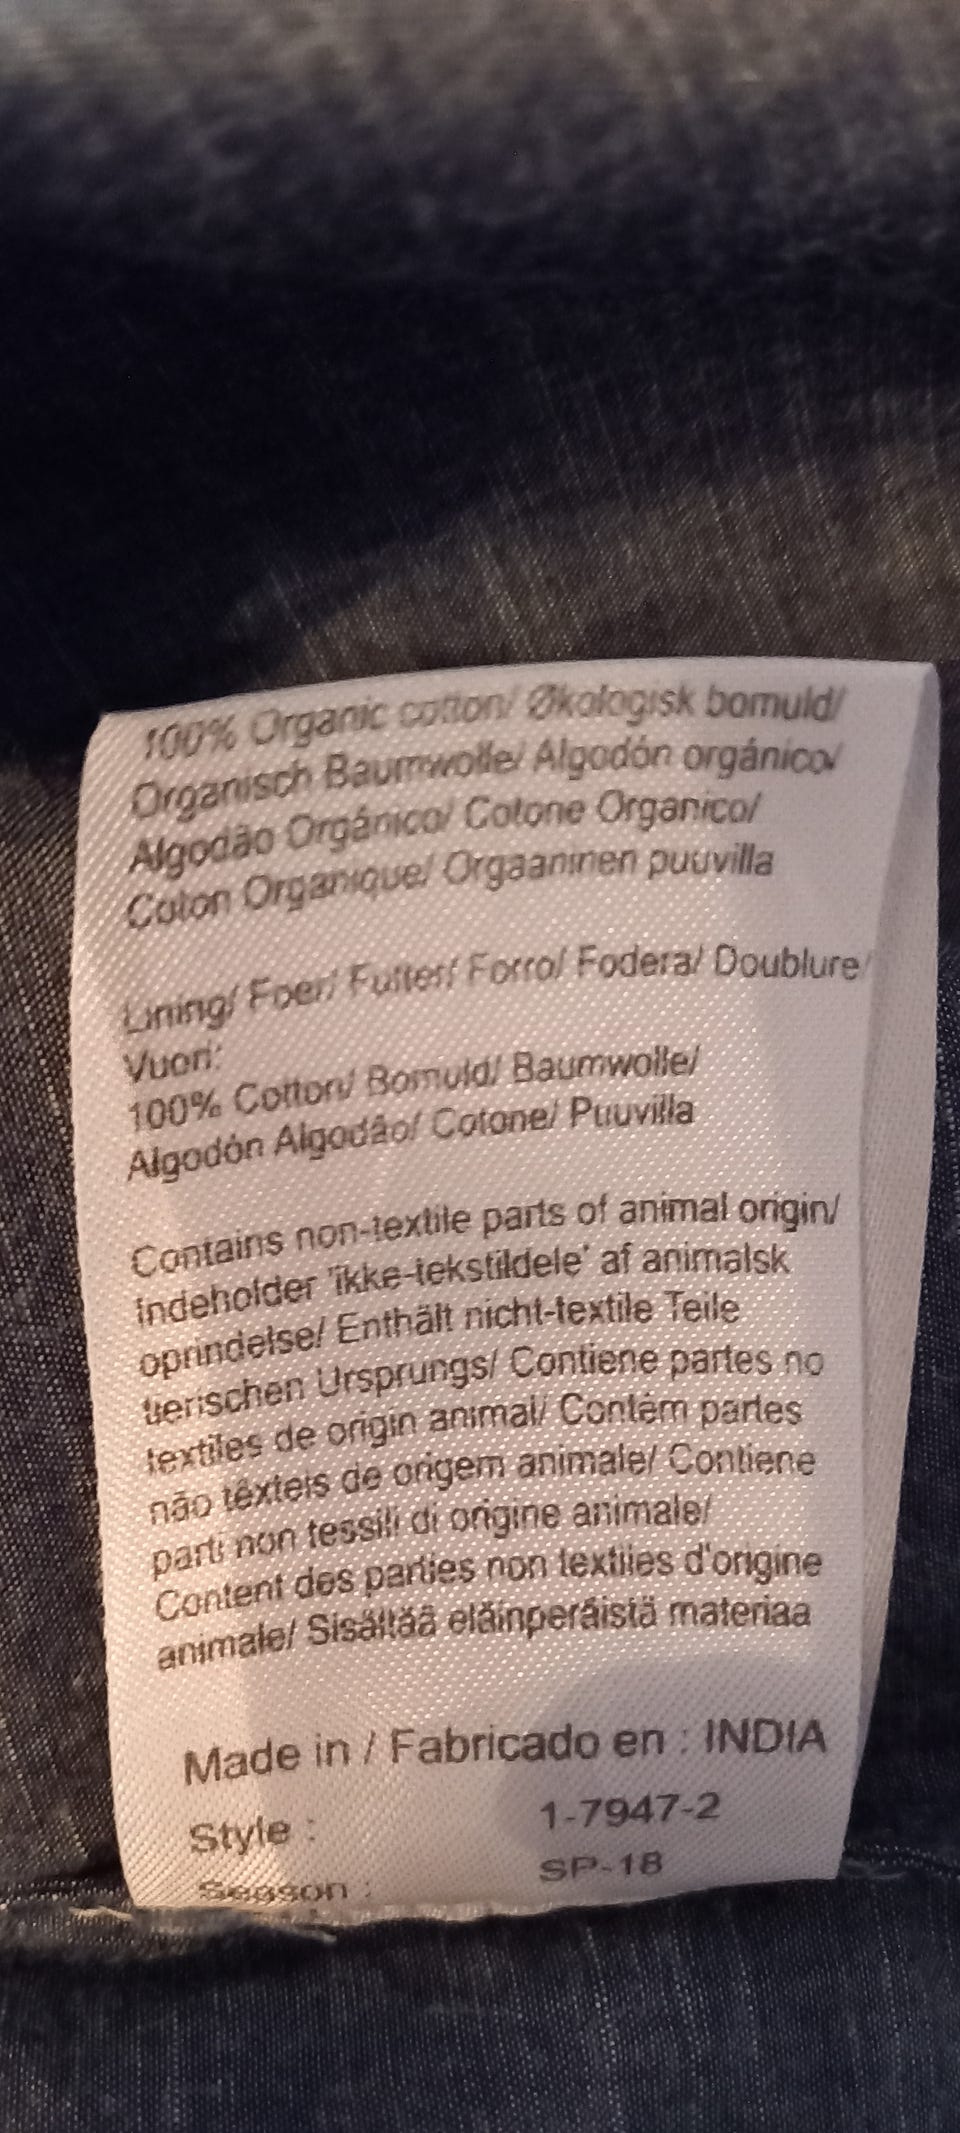 100% Organic cotton/ Økologisk bomuld/
Organisch Baumwolle/ Algodón orgánico/
Algodão Orgánico/ Cotone Organico/
Coton Organique/ Orgaaninen puuvilla
Lining/ Foer/ Futter/ Forro/ Fodera/ Doublure/
Vuori:
100% Cotton/ Bomuld/ Baumwolle/
Algodón Algodão/ Cotone/ Puuvilla
Contains non-textile parts of animal origin/
Indeholder 'ikke-tekstildele' af animalsk
oprindelse/ Enthält nicht-textile Teile
tierischen Ursprungs/ Contiene partes no
textiles de origin animal/ Contém partes
não têxteis de origem animale/ Contiene
parti non tessili di origine animale/
Content des parties non textiles d'origine
animale/ Sisältää eläinperäistä materiaa
Made in / Fabricado en : INDIA
Style : 1-7947-2
Season : SP-18